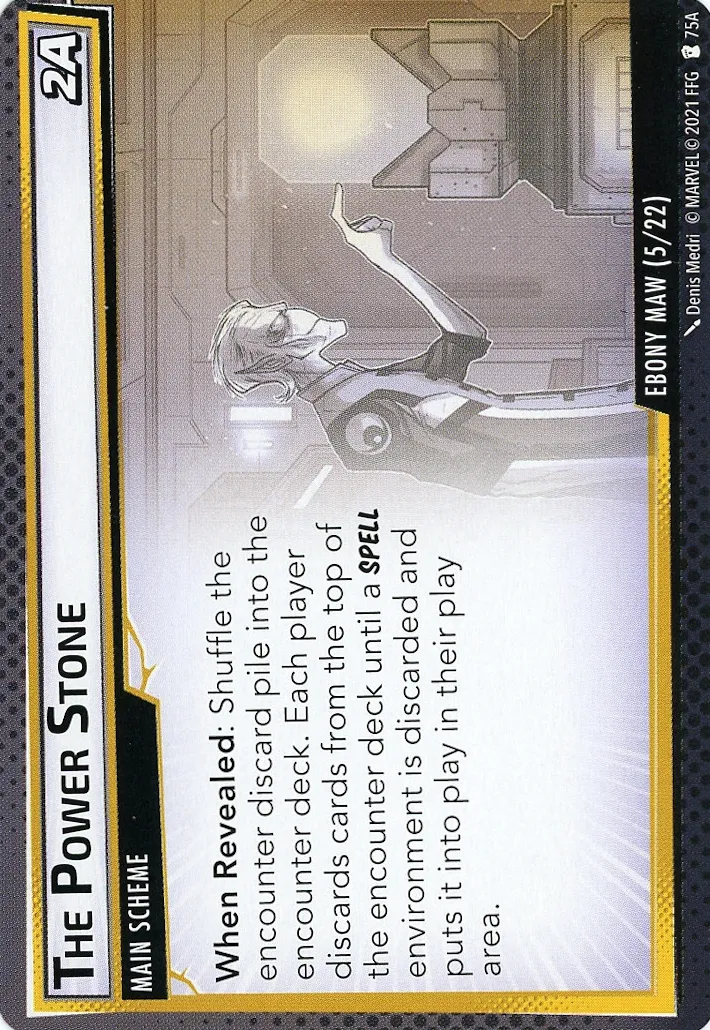 THE POWER STONE 2A
MAIN SCHEME
When Revealed: Shuffle the
encounter discard pile into the
encounter deck. Each player
discards cards from the top of
the encounter deck until a SPELL
environment is discarded and
puts it into play in their play
area.
EBONY MAW (5/22)
Denis Medri © MARVEL © 2021 FFG 75A